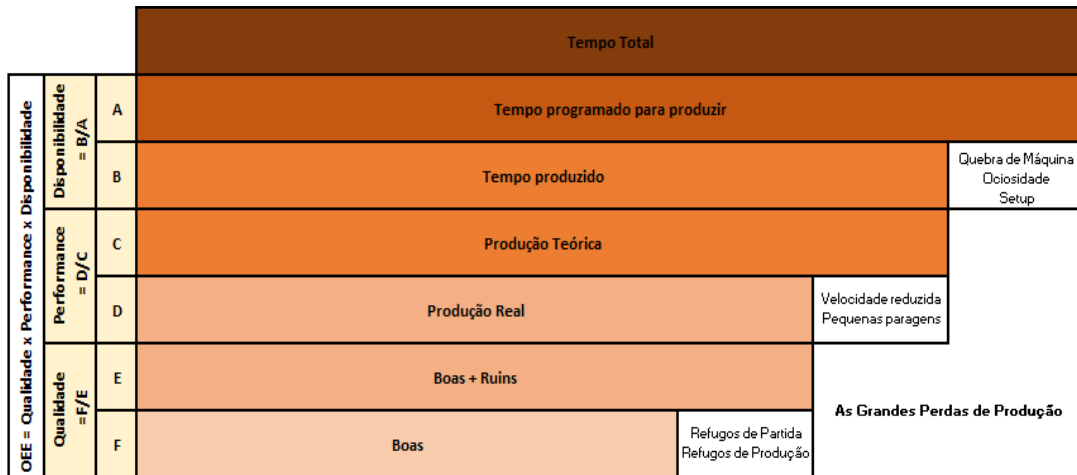 Tempo Total
OEE = Qualidade x Performance x Disponibilidade
Disponibilidade
= B/A
A
Tempo programado para produzir
B
Tempo produzido
Quebra de Máquina
Ociosidade
Setup
Performance
= D/C
C
Produção Teórica
D
Produção Real
Velocidade reduzida
Pequenas paragens
Qualidade
=F/E
E
Boas + Ruins
As Grandes Perdas de Produção
F
Boas
Refugos de Partida
Refugos de Produção